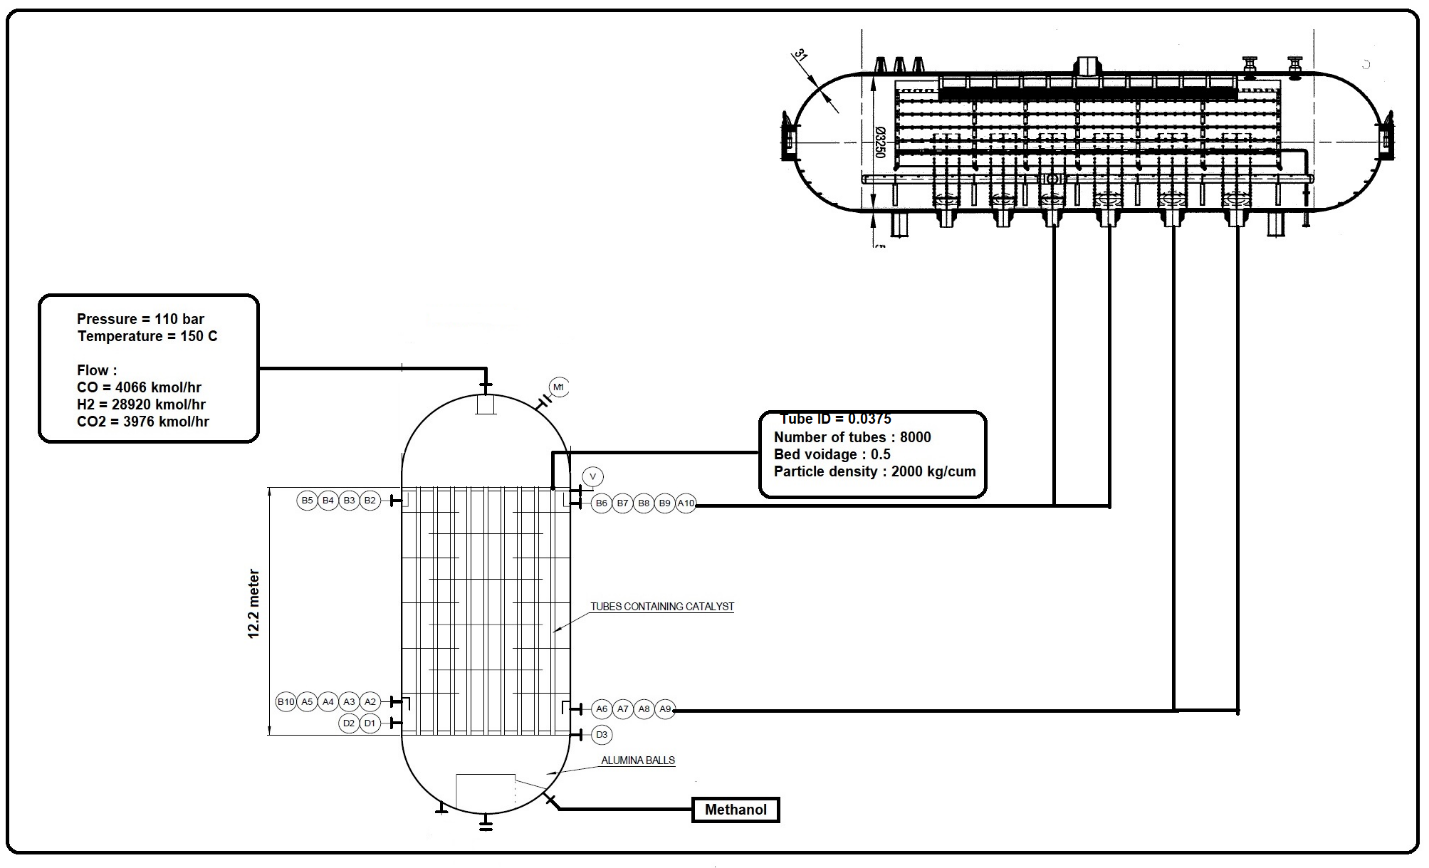 31
Ø3250
Pressure = 110 bar
Temperature = 150 C
Flow :
CO = 4066 kmol/hr
H2 = 28920 kmol/hr
CO2 = 3976 kmol/hr
M1
Tube ID = 0.0375
Number of tubes : 8000
Bed voidage : 0.5
Particle density : 2000 kg/cum
V
B5 B4 B3 B2
B6 B7 B8 B9 A10
12.2 meter
TUBES CONTAINING CATALYST
B10 A5 A4 A3 A2
A6 A7 A8 A9
D2 D1
D3
ALUMINA BALLS
Methanol